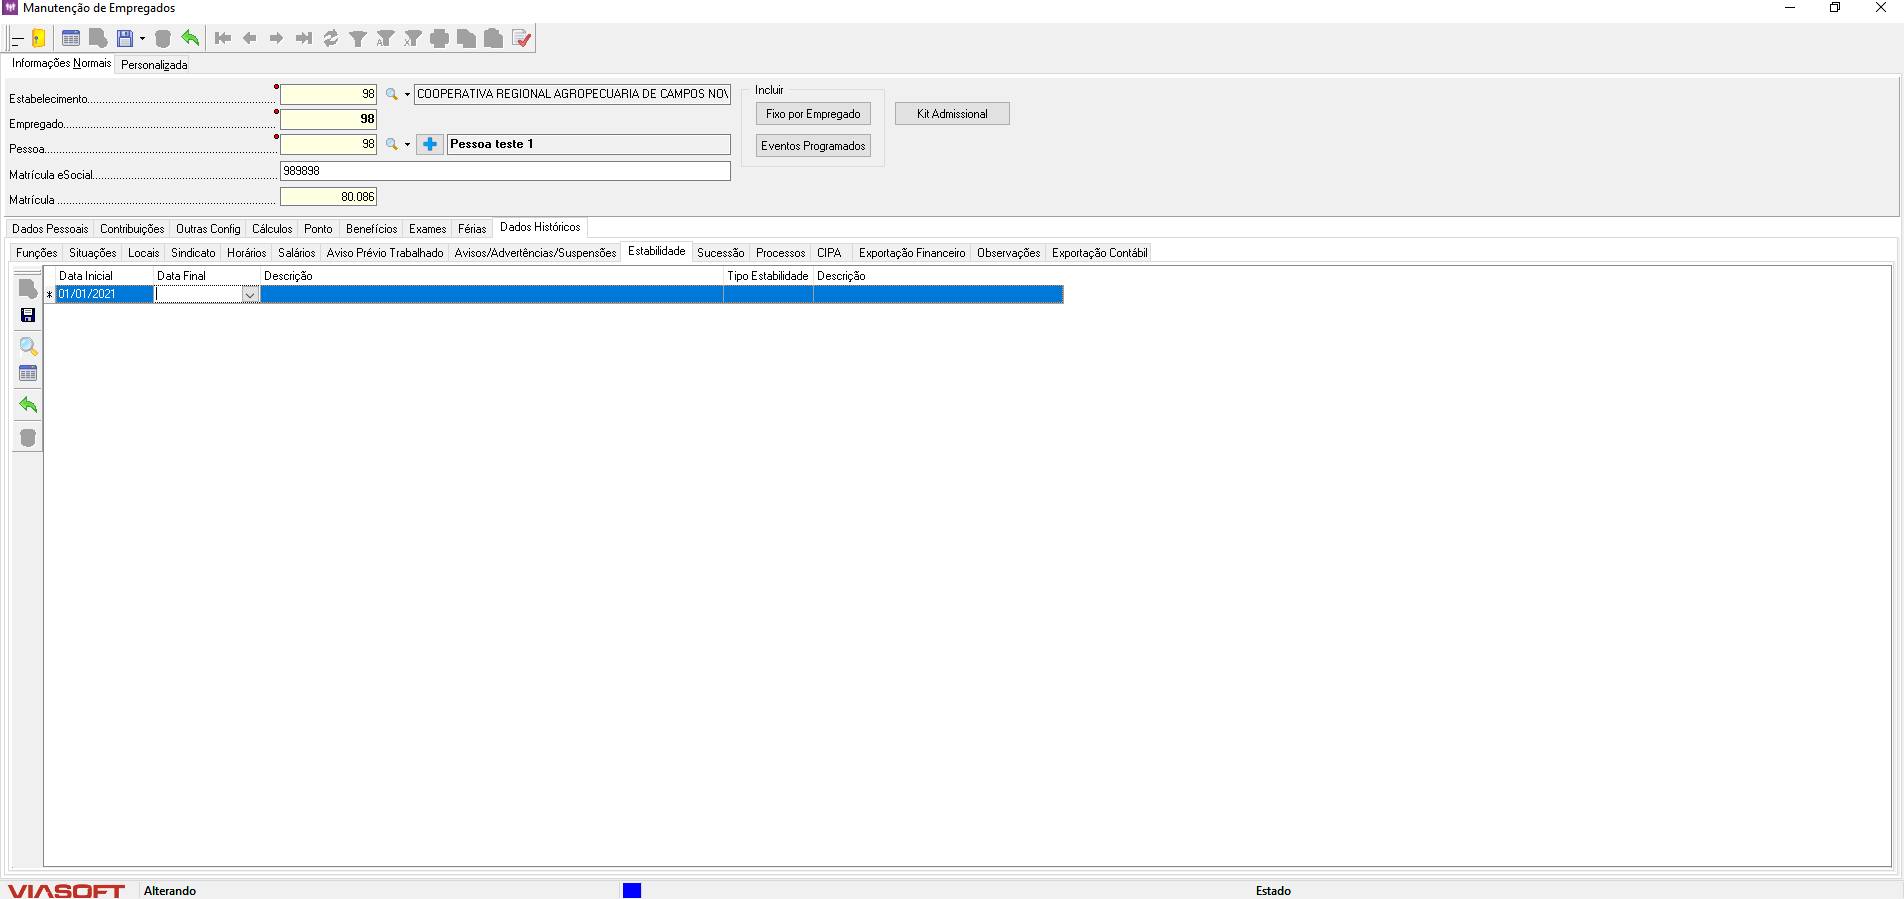 Manutenção de Empregados
Informações Normais Personalizada
Estabelecimento 98 COOPERATIVA REGIONAL AGROPECUARIA DE CAMPOS NOV
Empregado 98
Pessoa 98 Pessoa teste 1
Matrícula eSocial 989898
Matrícula 80.086
Incluir
Fixo por Empregado Kit Admissional
Eventos Programados
Dados Pessoais Contribuições Outras Config Cálculos Ponto Benefícios Exames Férias Dados Históricos
Funções Situações Locais Sindicato Horários Salários Aviso Prévio Trabalhado Avisos/Advertências/Suspensões Estabilidade Sucessão Processos CIPA Exportação Financeiro Observações Exportação Contábil
Data Inicial Data Final Descrição Tipo Estabilidade Descrição
* 01/01/2021
VIASOFT Alterando Estado